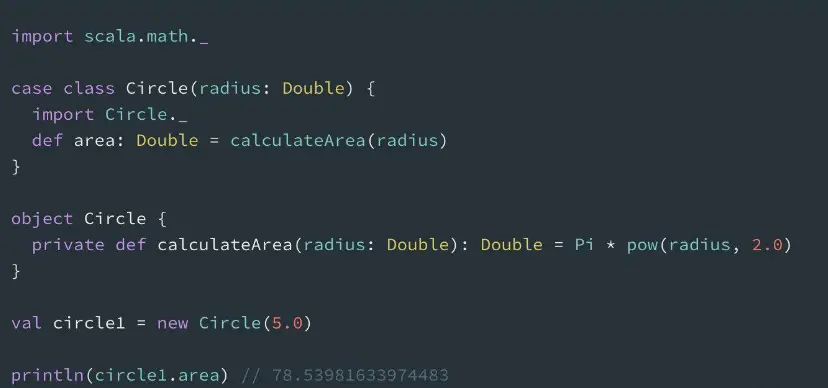 import scala.math._
case class Circle(radius: Double) {
  import Circle._
  def area: Double = calculateArea(radius)
}
object Circle {
  private def calculateArea(radius: Double): Double = Pi * pow(radius, 2.0)
}
val circle1 = new Circle(5.0)
println(circle1.area) // 78.53981633974483